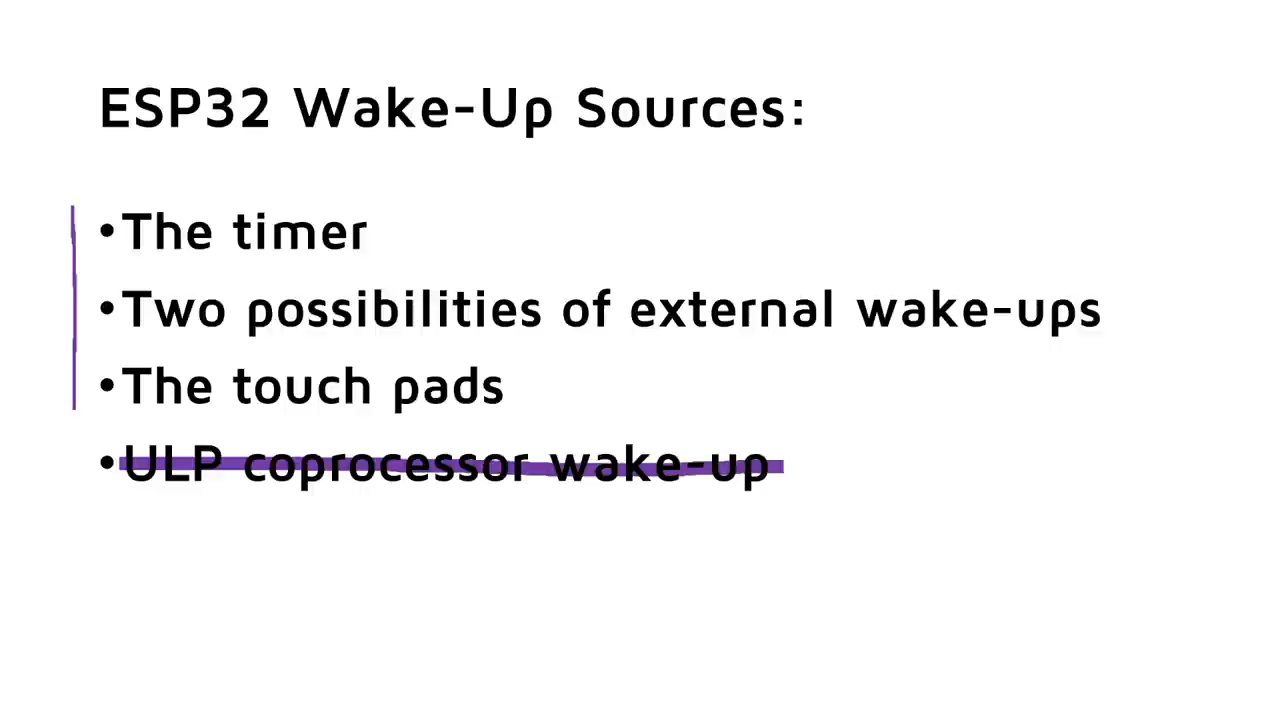 ESP32 Wake-Up Sources:
•The timer
•Two possibilities of external wake-ups
•The touch pads
•ULP coprocessor wake-up